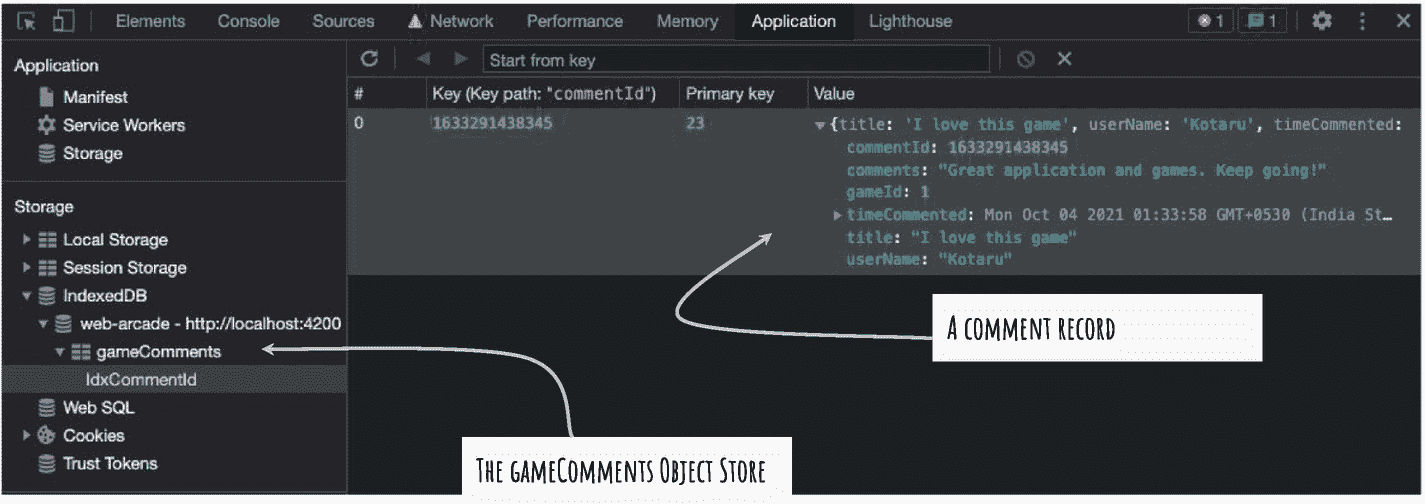 Elements Console Sources Network Performance Memory Application Lighthouse 1 1
Application
Manifest
Service Workers
Storage
Storage
Local Storage
Session Storage
IndexedDB
web-arcade - http://localhost:4200
gameComments
IdxCommentId
Web SQL
Cookies
Trust Tokens
Start from key
# Key (Key path: "commentId") Primary key Value
0 1633291438345 23 {title: 'I love this game', userName: 'Kotaru', timeCommented:
commentId: 1633291438345
comments: "Great application and games. Keep going!"
gameId: 1
timeCommented: Mon Oct 04 2021 01:33:58 GMT+0530 (India St…
title: "I love this game"
userName: "Kotaru"
A comment record
The gameComments Object Store